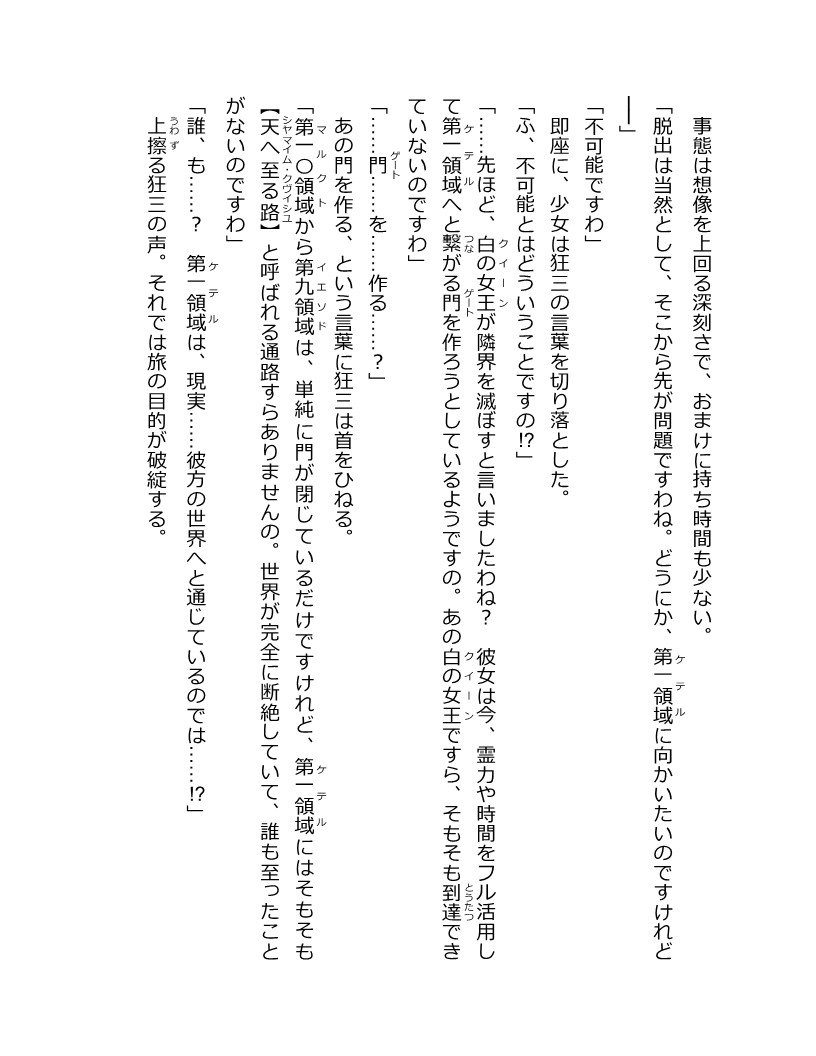 事態は想像を上回る深刻さで、おまけに持ち時間も少ない。
「脱出は当然として、そこから先が問題ですわね。どうにか、第一領域ケテルに向かいたいのですけれど
──」
「不可能ですわ」
即座に、少女は狂三の言葉を切り落とした。
「ふ、不可能とはどういうことですの⁉」
「……先ほど、白の女王クイーンが隣界を滅ぼすと言いましたわね？　彼女は今、霊力や時間をフル活用し
て第一領域ケテルへと繋つながる門ゲートを作ろうとしているようですの。あの白の女王クイーンですら、そもそも到達とうたつでき
ていないのですわ」
「……門ゲート……を……作る……？」
あの門を作る、という言葉に狂三は首をひねる。
「第一〇領域マルクトから第九領域イエソドは、単純に門が閉じているだけですけれど、第一領域ケテルにはそもそも
【天へ至る路シヤマイム・クヴイシユ】と呼ばれる通路すらありませんの。世界が完全に断絶していて、誰も至ったこと
がないのですわ」
「誰、も……？　第一領域ケテルは、現実……彼方の世界へと通じているのでは……⁉」
上擦うわずる狂三の声。それでは旅の目的が破綻する。